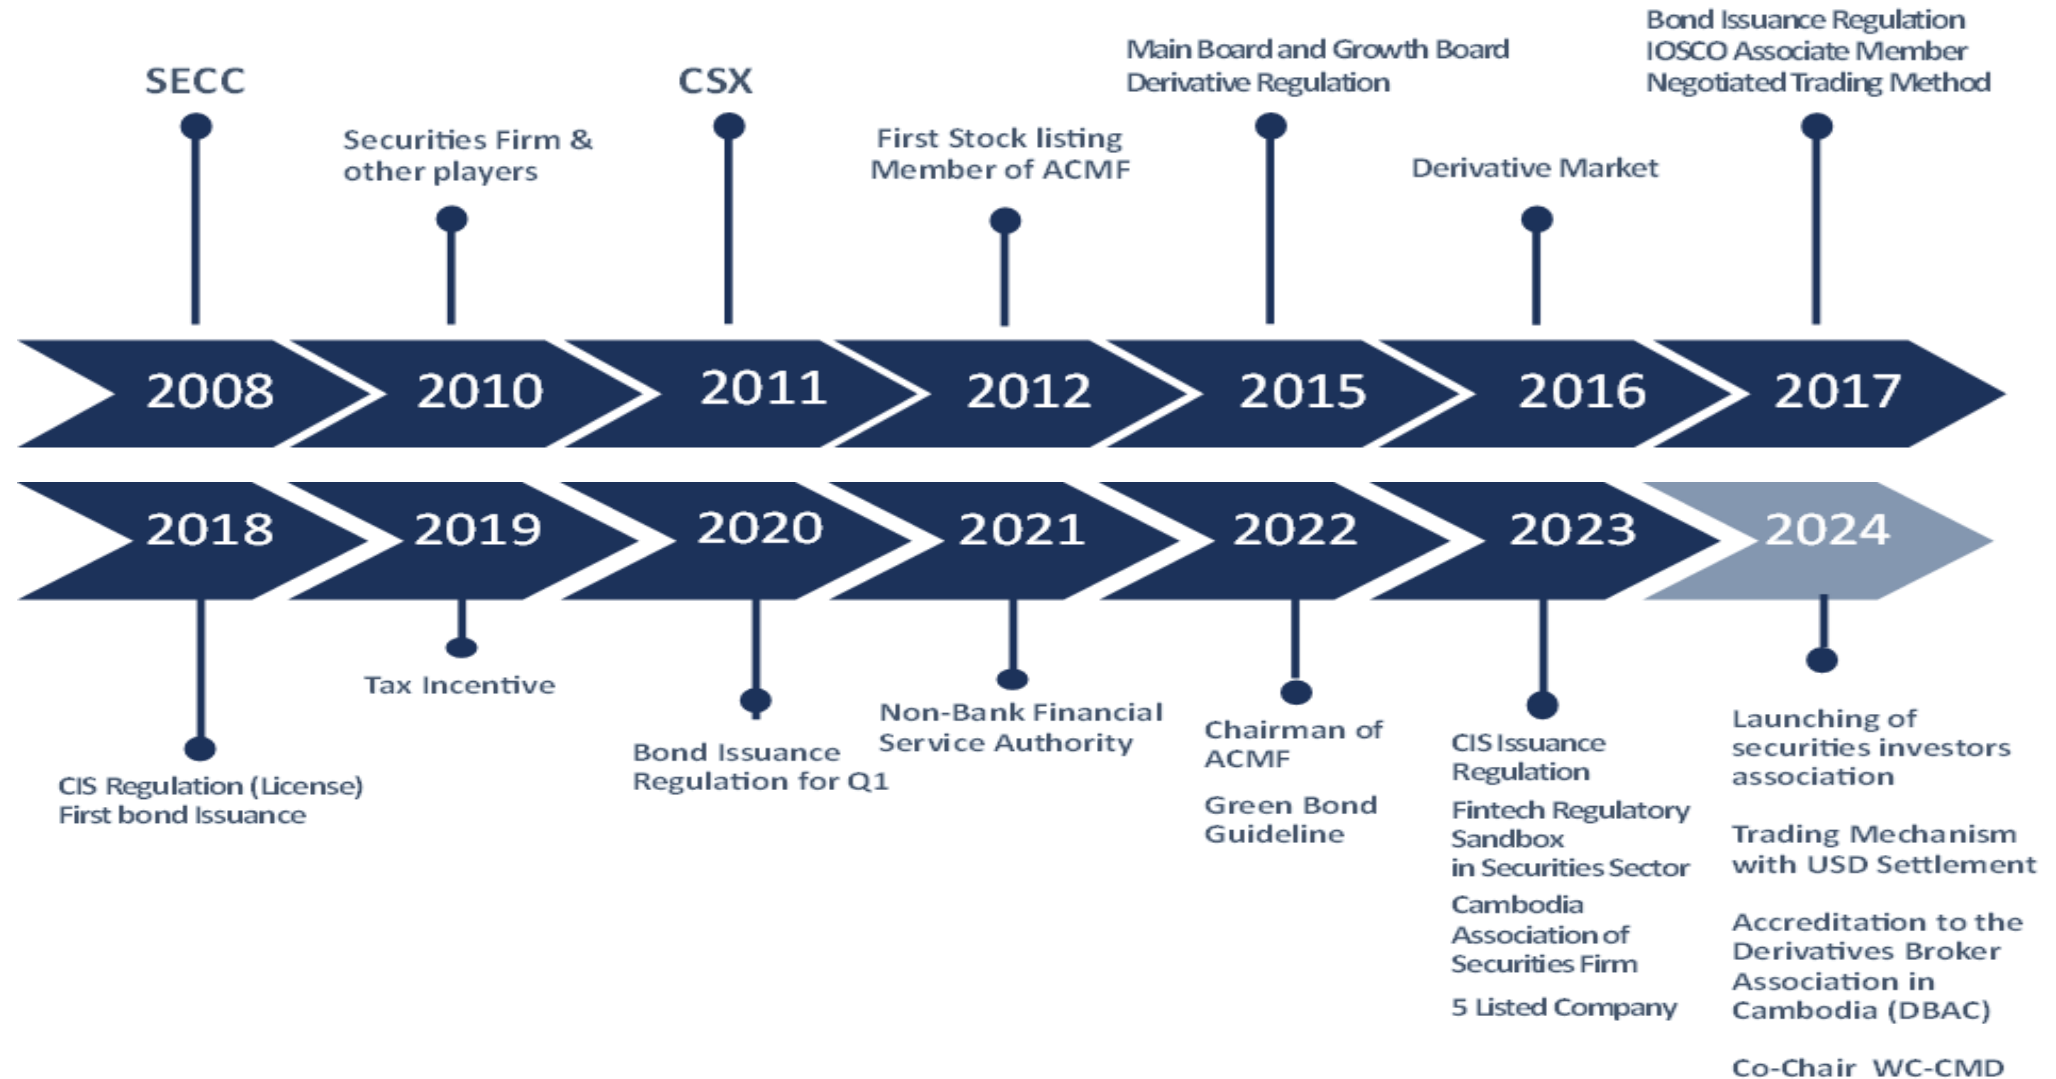 SECC
Securities Firm &
other players
CSX
First Stock listing
Member of ACMF
Main Board and Growth Board
Derivative Regulation
Derivative Market
Bond Issuance Regulation
IOSCO Associate Member
Negotiated Trading Method
2008
2010
2011
2012
2015
2016
2017
2018
2019
2020
2021
2022
2023
2024
CIS Regulation (License)
First bond Issuance
Tax Incentive
Bond Issuance
Regulation for Q1
Non-Bank Financial
Service Authority
Chairman of
ACMF
Green Bond
Guideline
CIS Issuance
Regulation
Fintech Regulatory
Sandbox
in Securities Sector
Cambodia
Association of
Securities Firm
5 Listed Company
Launching of
securities investors
association
Trading Mechanism
with USD Settlement
Accreditation to the
Derivatives Broker
Association in
Cambodia (DBAC)
Co-Chair WC-CMD